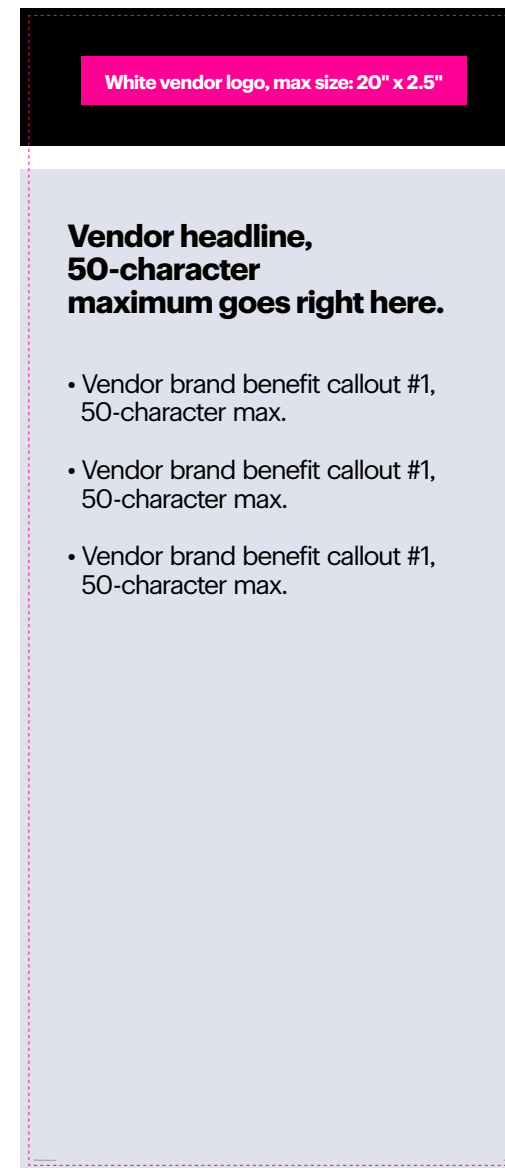 White vendor logo, max size: 20" x 2.5"
Vendor headline,
50-character
maximum goes right here.
• Vendor brand benefit callout #1,
50-character max.
• Vendor brand benefit callout #1,
50-character max.
• Vendor brand benefit callout #1,
50-character max.